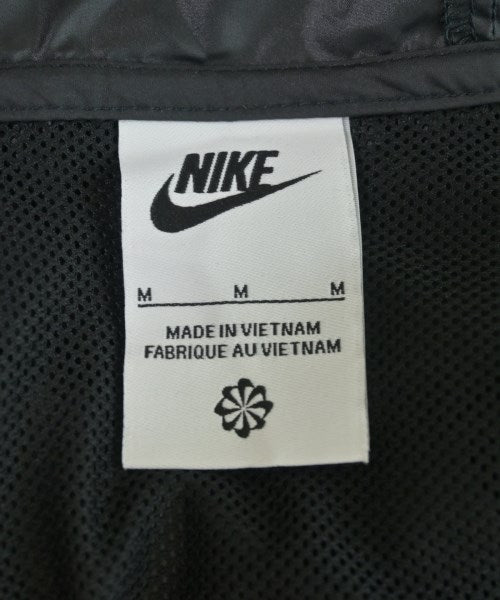 NIKE
M M M
MADE IN VIETNAM
FABRIQUE AU VIETNAM